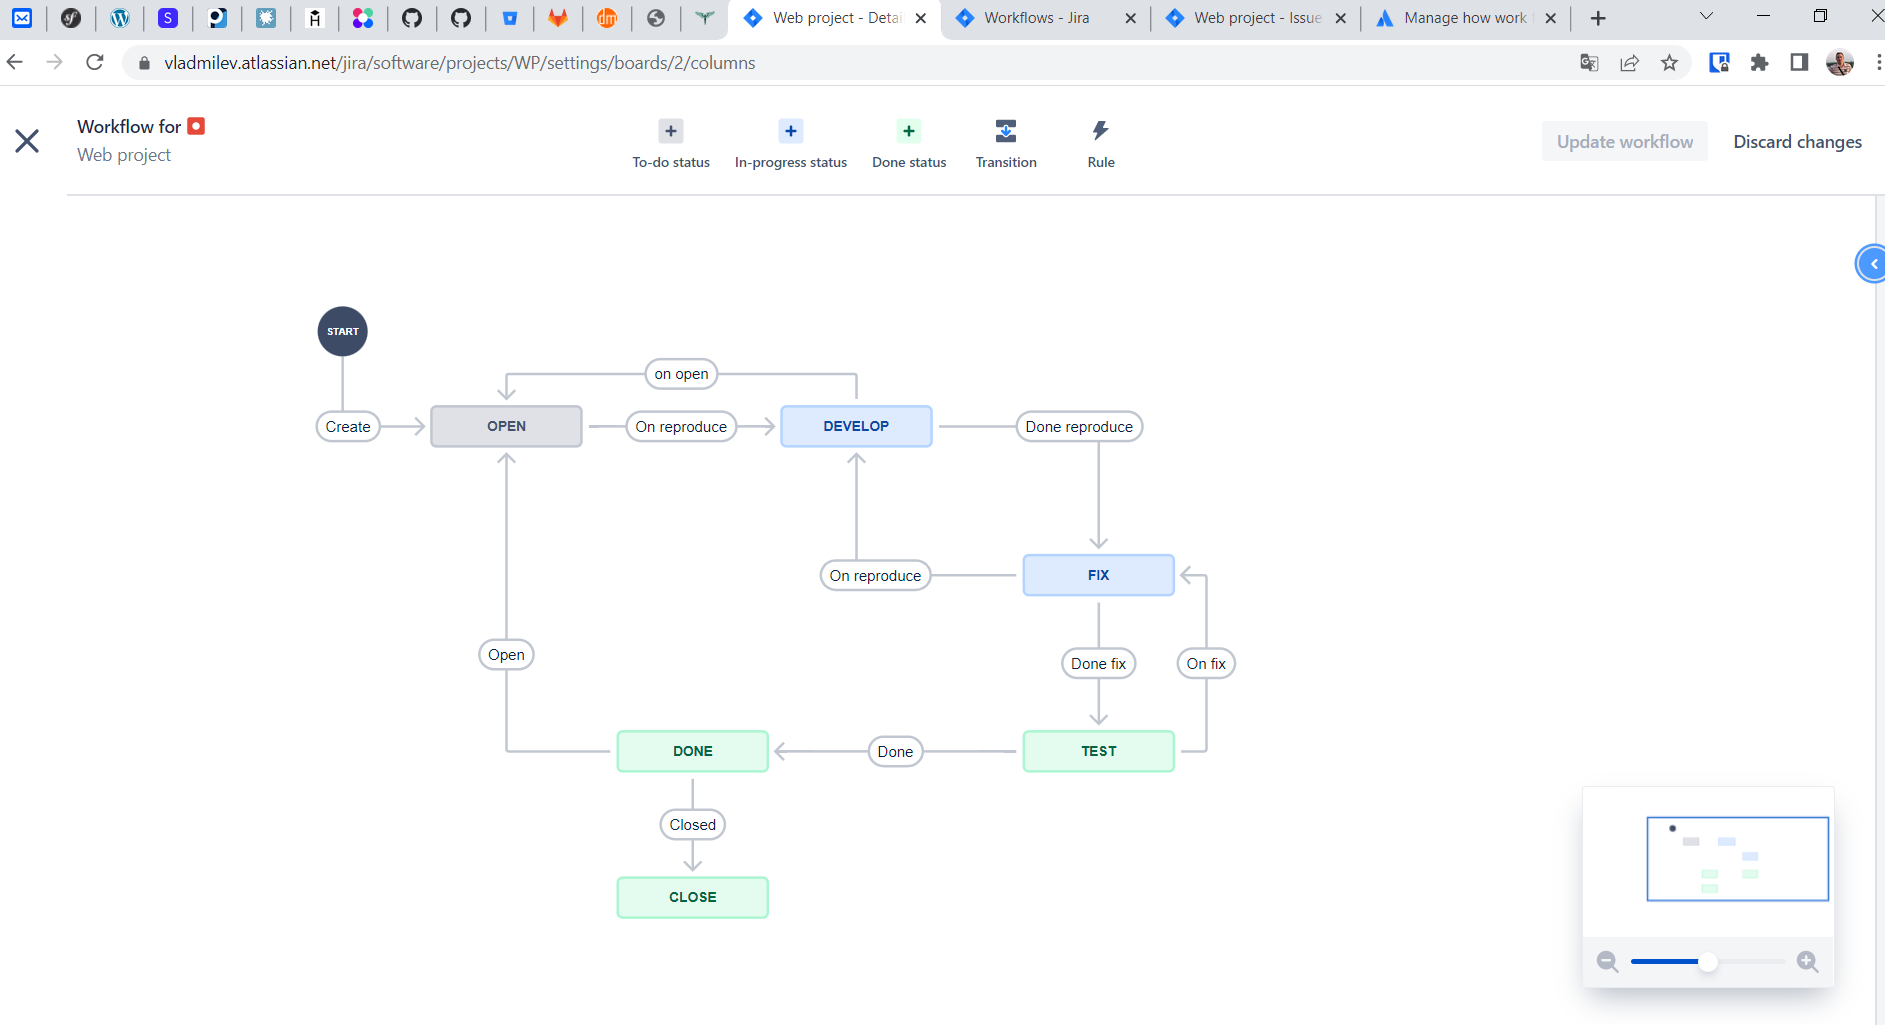 Web project - Detai
Workflows - Jira
Web project - Issue
Manage how work
vladmilev.atlassian.net/jira/software/projects/WP/settings/boards/2/columns
Workflow for
Web project
To-do status
In-progress status
Done status
Transition
Rule
Update workflow
Discard changes
START
on open
Create
OPEN
On reproduce
DEVELOP
Done reproduce
On reproduce
FIX
Open
Done fix
On fix
DONE
Done
TEST
Closed
CLOSE